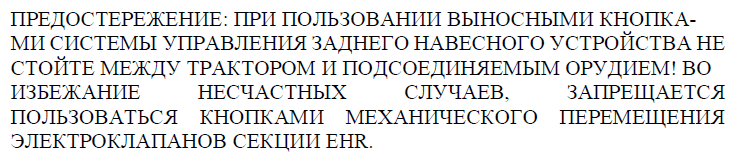 ПРЕДОСТЕРЕЖЕНИЕ: ПРИ ПОЛЬЗОВАНИИ ВЫНОСНЫМИ КНОПКА-
МИ СИСТЕМЫ УПРАВЛЕНИЯ ЗАДНЕГО НАВЕСНОГО УСТРОЙСТВА НЕ
СТОЙТЕ МЕЖДУ ТРАКТОРОМ И ПОДСОЕДИНЯЕМЫМ ОРУДИЕМ! ВО
ИЗБЕЖАНИЕ НЕСЧАСТНЫХ СЛУЧАЕВ, ЗАПРЕЩАЕТСЯ
ПОЛЬЗОВАТЬСЯ КНОПКАМИ МЕХАНИЧЕСКОГО ПЕРЕМЕЩЕНИЯ
ЭЛЕКТРОКЛАПАНОВ СЕКЦИИ EHR.